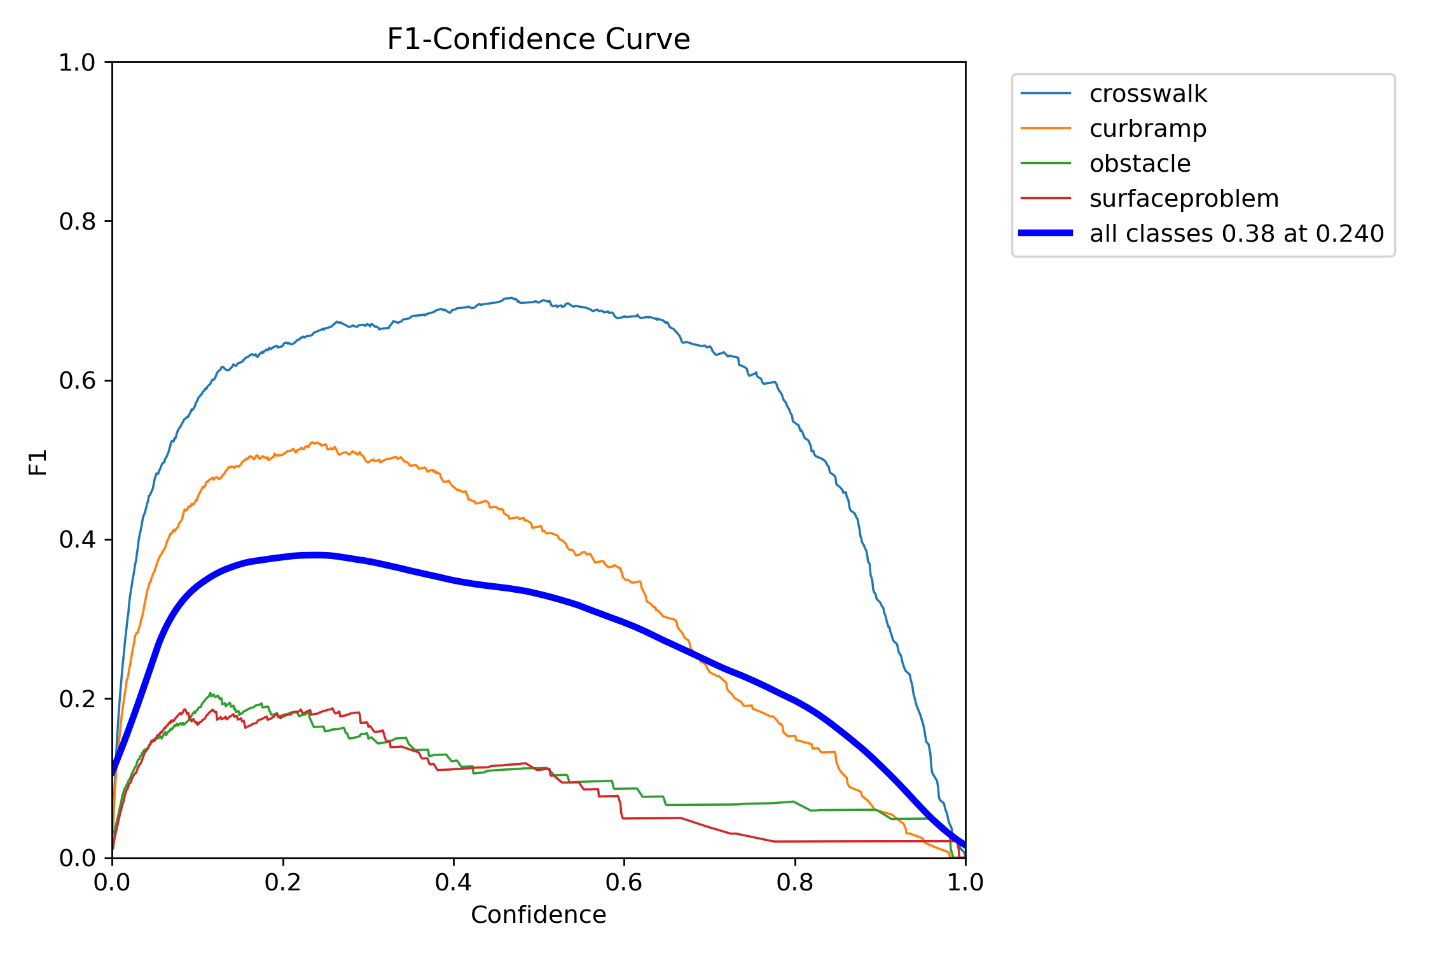 F1-Confidence Curve
1.0
0.8
0.6
0.4
0.2
0.0
F1
0.0 0.2 0.4 0.6 0.8 1.0
Confidence
crosswalk
curbramp
obstacle
surfaceproblem
all classes 0.38 at 0.240